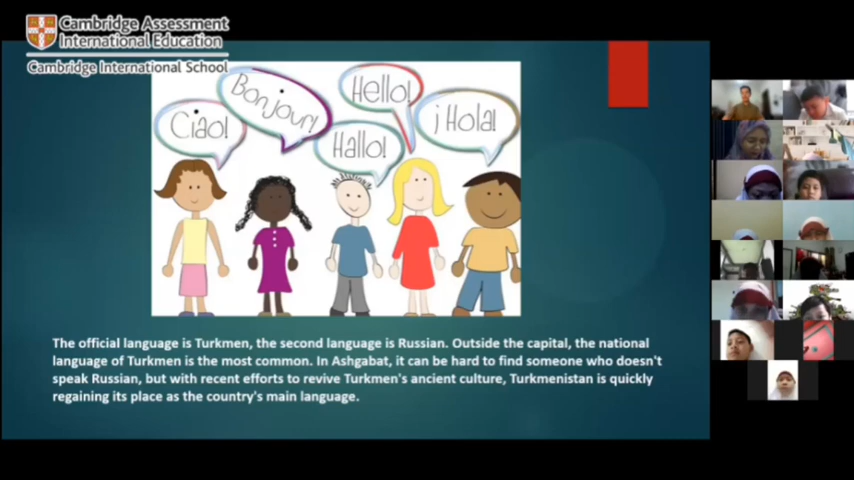 Cambridge Assessment
International Education
Cambridge International School
Ciao!
Bonjour!
Hallo!
Hello!
¡Hola!
The official language is Turkmen, the second language is Russian. Outside the capital, the national
language of Turkmen is the most common. In Ashgabat, it can be hard to find someone who doesn't
speak Russian, but with recent efforts to revive Turkmen's ancient culture, Turkmenistan is quickly
regaining its place as the country's main language.